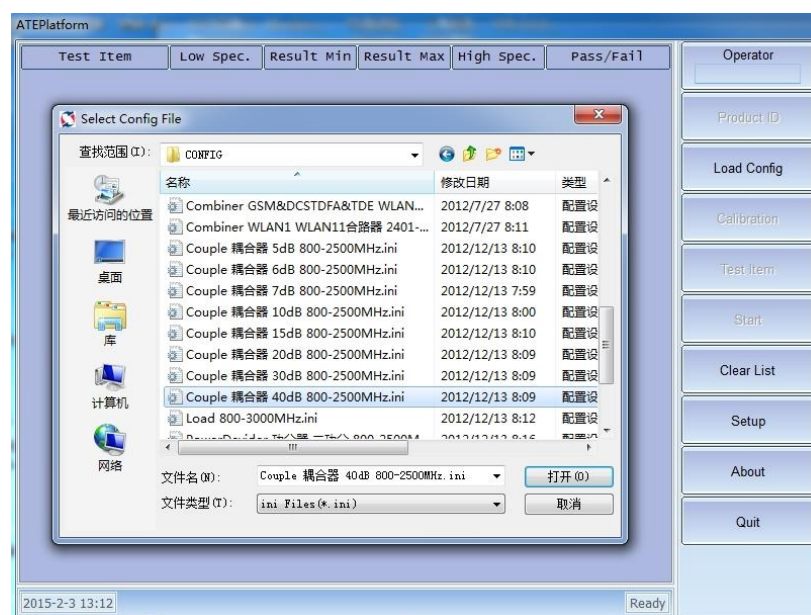 ATEPlatform
Test Item Low Spec. Result Min Result Max High Spec. Pass/Fail
Operator
Product ID
Load Config
Calibration
Test Item
Start
Clear List
Setup
About
Quit
Select Config File
查找范围(I): CONFIG
最近访问的位置
桌面
库
计算机
网络
名称 修改日期 类型
Combiner GSM&DCSTDFA&TDE WLAN... 2012/7/27 8:08 配置设
Combiner WLAN1 WLAN11合路器 2401-... 2012/7/27 8:11 配置设
Couple 耦合器 5dB 800-2500MHz.ini 2012/12/13 8:10 配置设
Couple 耦合器 6dB 800-2500MHz.ini 2012/12/13 8:10 配置设
Couple 耦合器 7dB 800-2500MHz.ini 2012/12/13 7:59 配置设
Couple 耦合器 10dB 800-2500MHz.ini 2012/12/13 8:00 配置设
Couple 耦合器 15dB 800-2500MHz.ini 2012/12/13 8:10 配置设
Couple 耦合器 20dB 800-2500MHz.ini 2012/12/13 8:09 配置设
Couple 耦合器 30dB 800-2500MHz.ini 2012/12/13 8:09 配置设
Couple 耦合器 40dB 800-2500MHz.ini 2012/12/13 8:09 配置设
Load 800-3000MHz.ini 2012/12/13 8:12 配置设
文件名(N): Couple 耦合器 40dB 800-2500MHz.ini 打开(O)
文件类型(T): ini Files(*.ini) 取消
2015-2-3 13:12 Ready